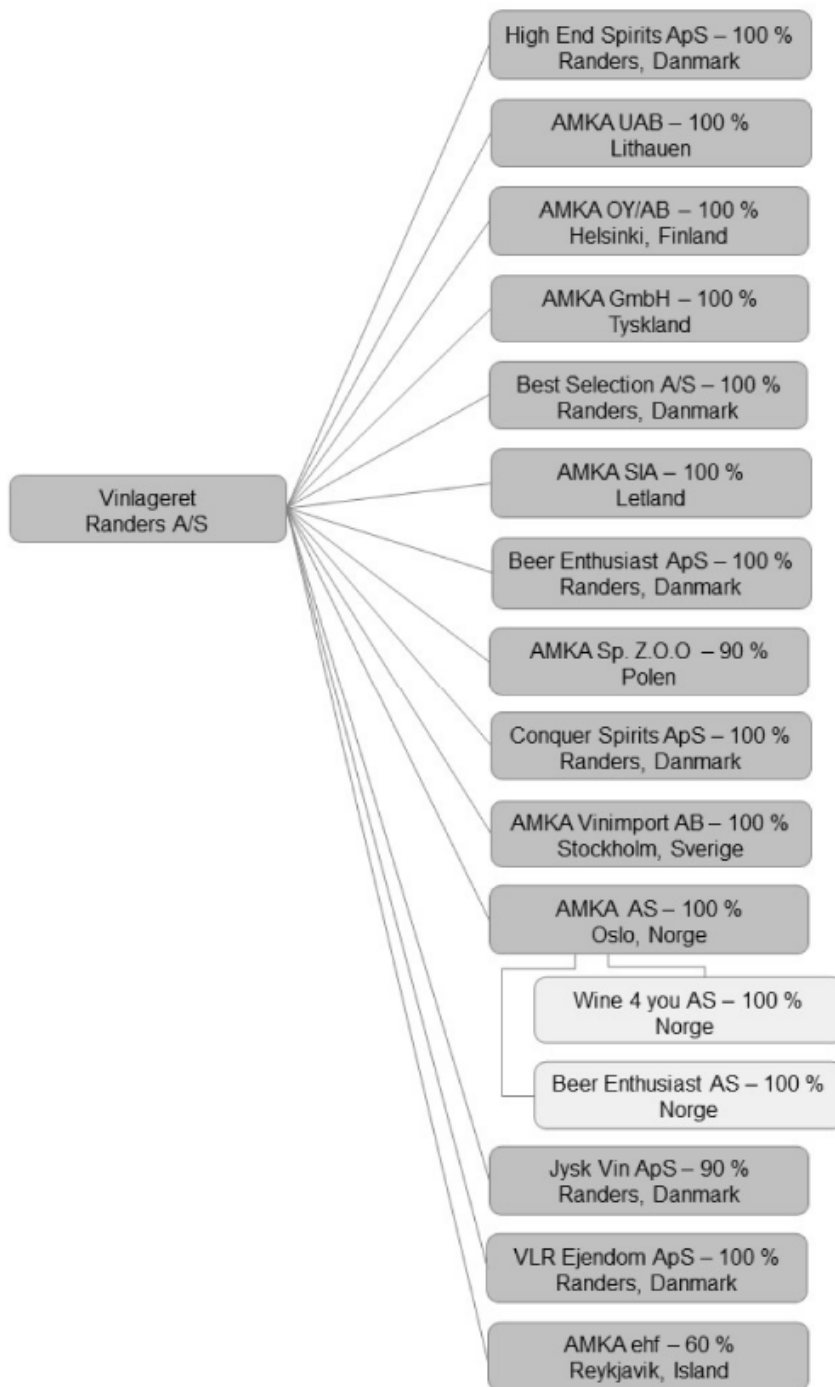 High End Spirits ApS – 100 %
Randers, Danmark
AMKA UAB – 100 %
Lithauen
AMKA OY/AB – 100 %
Helsinki, Finland
AMKA GmbH – 100 %
Tyskland
Best Selection A/S – 100 %
Randers, Danmark
Vinlageret
Randers A/S
AMKA SIA – 100 %
Letland
Beer Enthusiast ApS – 100 %
Randers, Danmark
AMKA Sp. Z.O.O – 90 %
Polen
Conquer Spirits ApS – 100 %
Randers, Danmark
AMKA Vinimport AB – 100 %
Stockholm, Sverige
AMKA AS – 100 %
Oslo, Norge
Wine 4 you AS – 100 %
Norge
Beer Enthusiast AS – 100 %
Norge
Jysk Vin ApS – 90 %
Randers, Danmark
VLR Ejendom ApS – 100 %
Randers, Danmark
AMKA ehf – 60 %
Reykjavik, Island